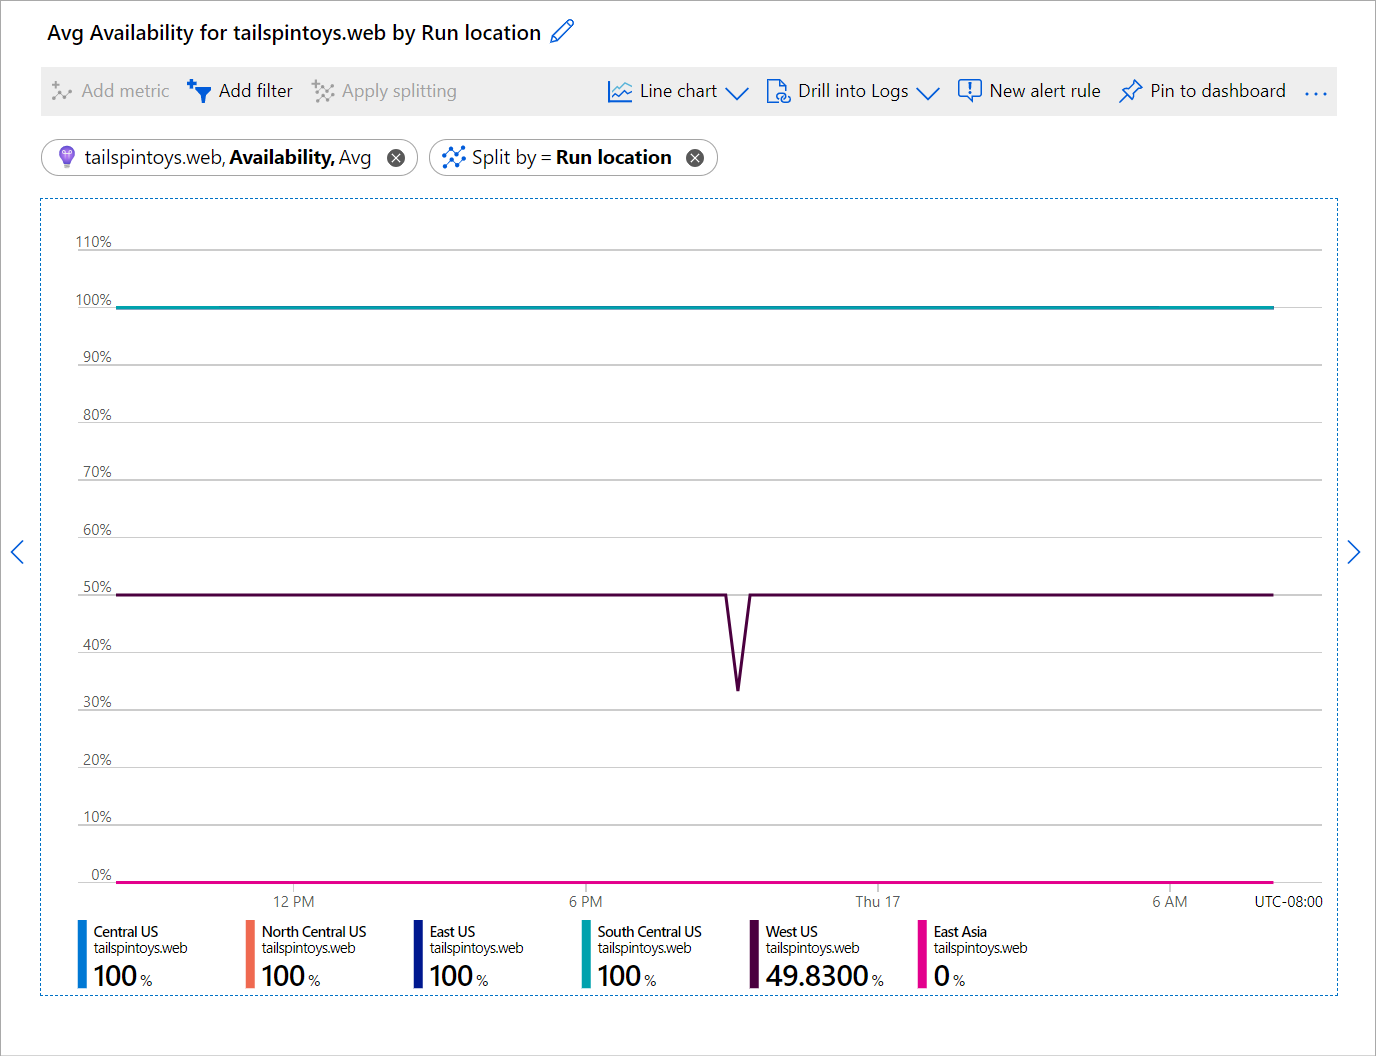 Avg Availability for tailspintoys.web by Run location
Add metric Add filter Apply splitting Line chart Drill into Logs New alert rule Pin to dashboard ...
tailspintoys.web, Availability, Avg Split by = Run location
110%
100%
90%
80%
70%
60%
50%
40%
30%
20%
10%
0%
12 PM 6 PM Thu 17 6 AM UTC-08:00
Central US North Central US East US South Central US West US East Asia
tailspintoys.web tailspintoys.web tailspintoys.web tailspintoys.web tailspintoys.web tailspintoys.web
100 % 100 % 100 % 100 % 49.8300 % 0 %